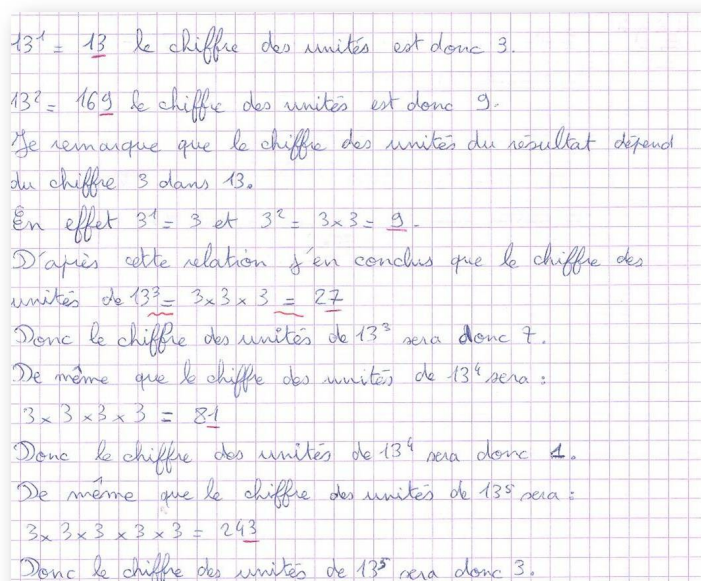 13¹ = 13 le chiffre des unités est donc 3.
13² = 169 le chiffre des unités est donc 9.
Je remarque que le chiffre des unités du résultat dépend
du chiffre 3 dans 13.
En effet 3¹ = 3 et 3² = 3 × 3 = 9.
D'après cette relation j'en conclus que le chiffre des
unités de 13³ = 3 × 3 × 3 = 27
Donc le chiffre des unités de 13³ sera donc 7.
De même que le chiffre des unités de 13⁴ sera :
3 × 3 × 3 × 3 = 81
Donc le chiffre des unités de 13⁴ sera donc 1.
De même que le chiffre des unités de 13⁵ sera :
3 × 3 × 3 × 3 × 3 = 243
Donc le chiffre des unités de 13⁵ sera donc 3.